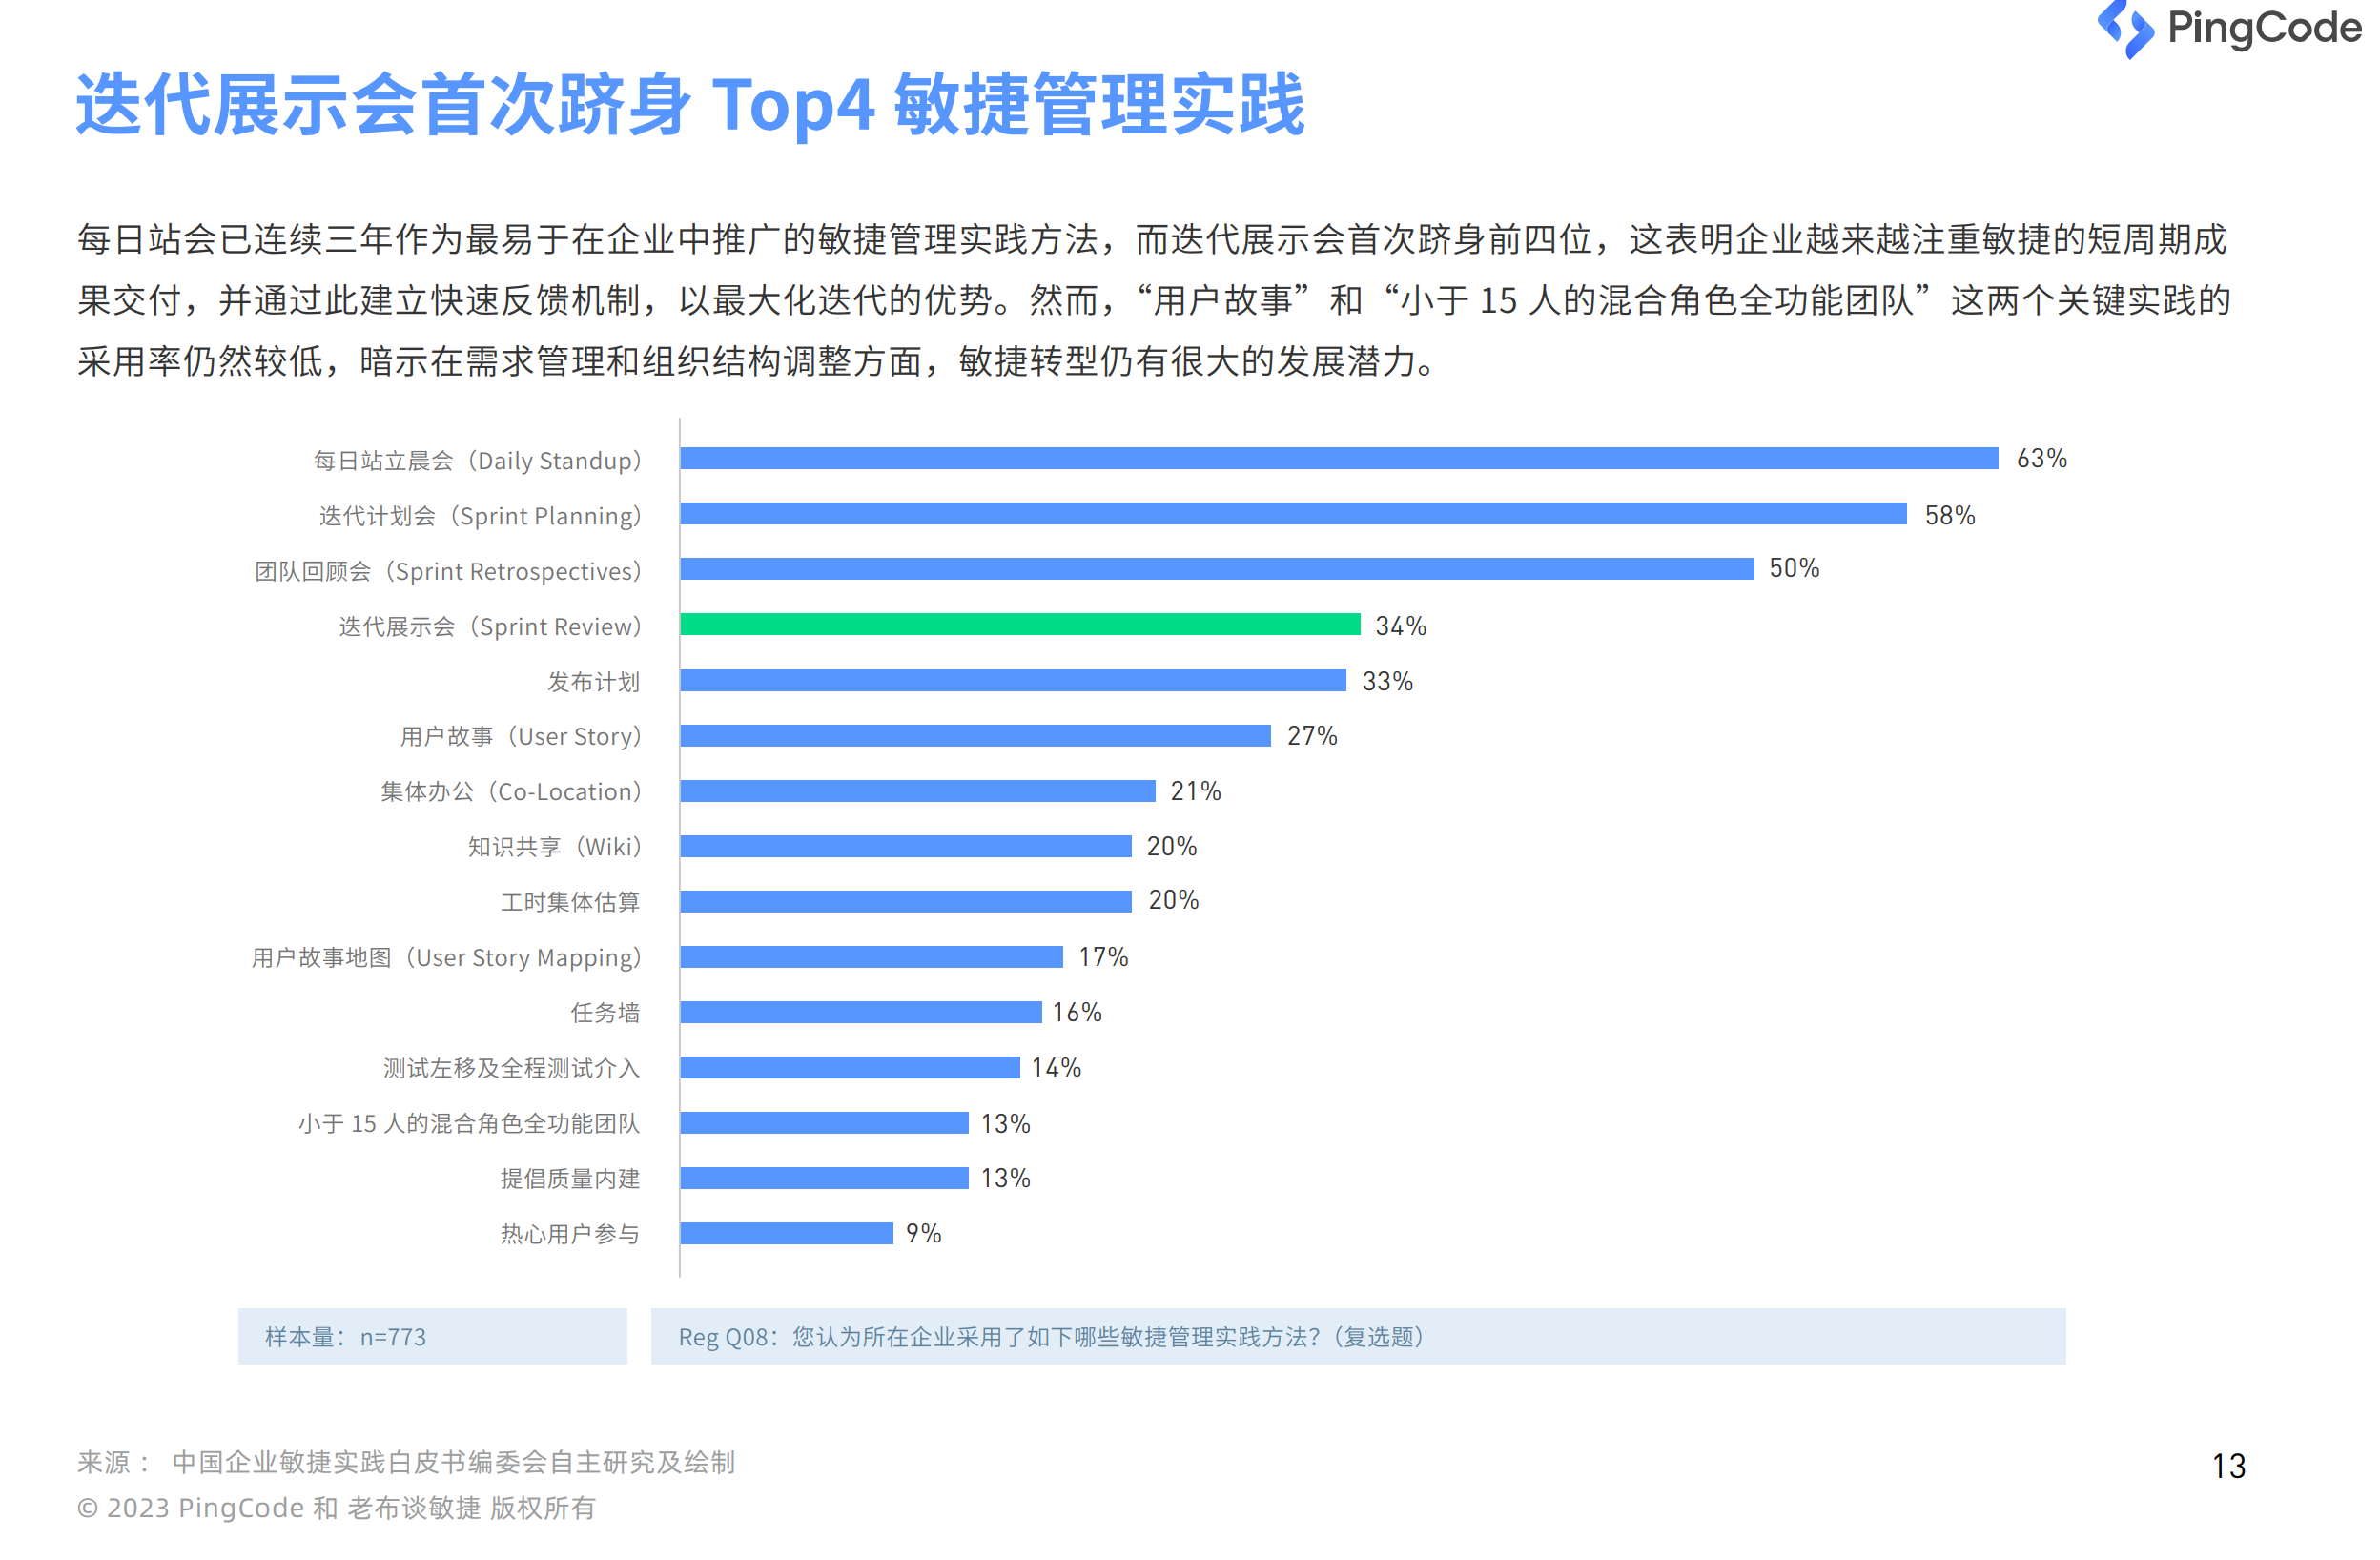 PingCode
迭代展示会首次跻身 Top4 敏捷管理实践
每日站会已连续三年作为最易于在企业中推广的敏捷管理实践方法，而迭代展示会首次跻身前四位，这表明企业越来越注重敏捷的短周期成
果交付，并通过此建立快速反馈机制，以最大化迭代的优势。然而，“用户故事”和“小于 15 人的混合角色全功能团队”这两个关键实践的
采用率仍然较低，暗示在需求管理和组织结构调整方面，敏捷转型仍有很大的发展潜力。
每日站立晨会（Daily Standup） 63%
迭代计划会（Sprint Planning） 58%
团队回顾会（Sprint Retrospectives） 50%
迭代展示会（Sprint Review） 34%
发布计划 33%
用户故事（User Story） 27%
集体办公（Co-Location） 21%
知识共享（Wiki） 20%
工时集体估算 20%
用户故事地图（User Story Mapping） 17%
任务墙 16%
测试左移及全程测试介入 14%
小于 15 人的混合角色全功能团队 13%
提倡质量内建 13%
热心用户参与 9%
样本量：n=773
Reg Q08：您认为所在企业采用了如下哪些敏捷管理实践方法？（复选题）
来源 ： 中国企业敏捷实践白皮书编委会自主研究及绘制
© 2023 PingCode 和 老布谈敏捷 版权所有
13